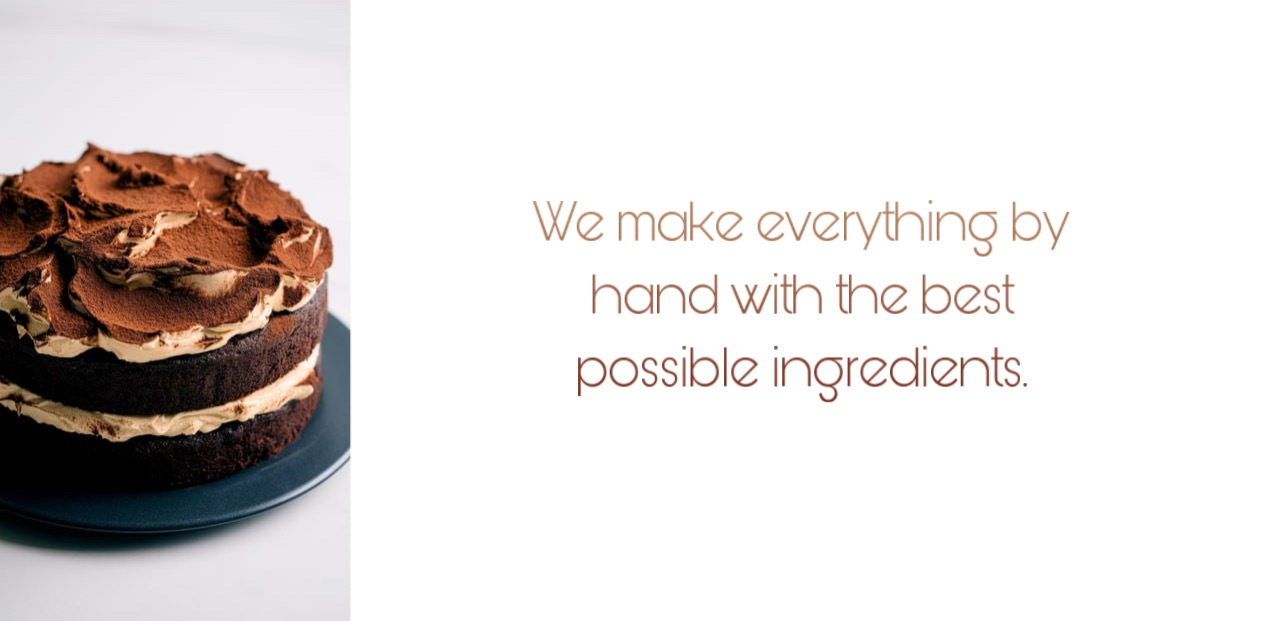 We make everything by
hand with the best
possible ingredients.